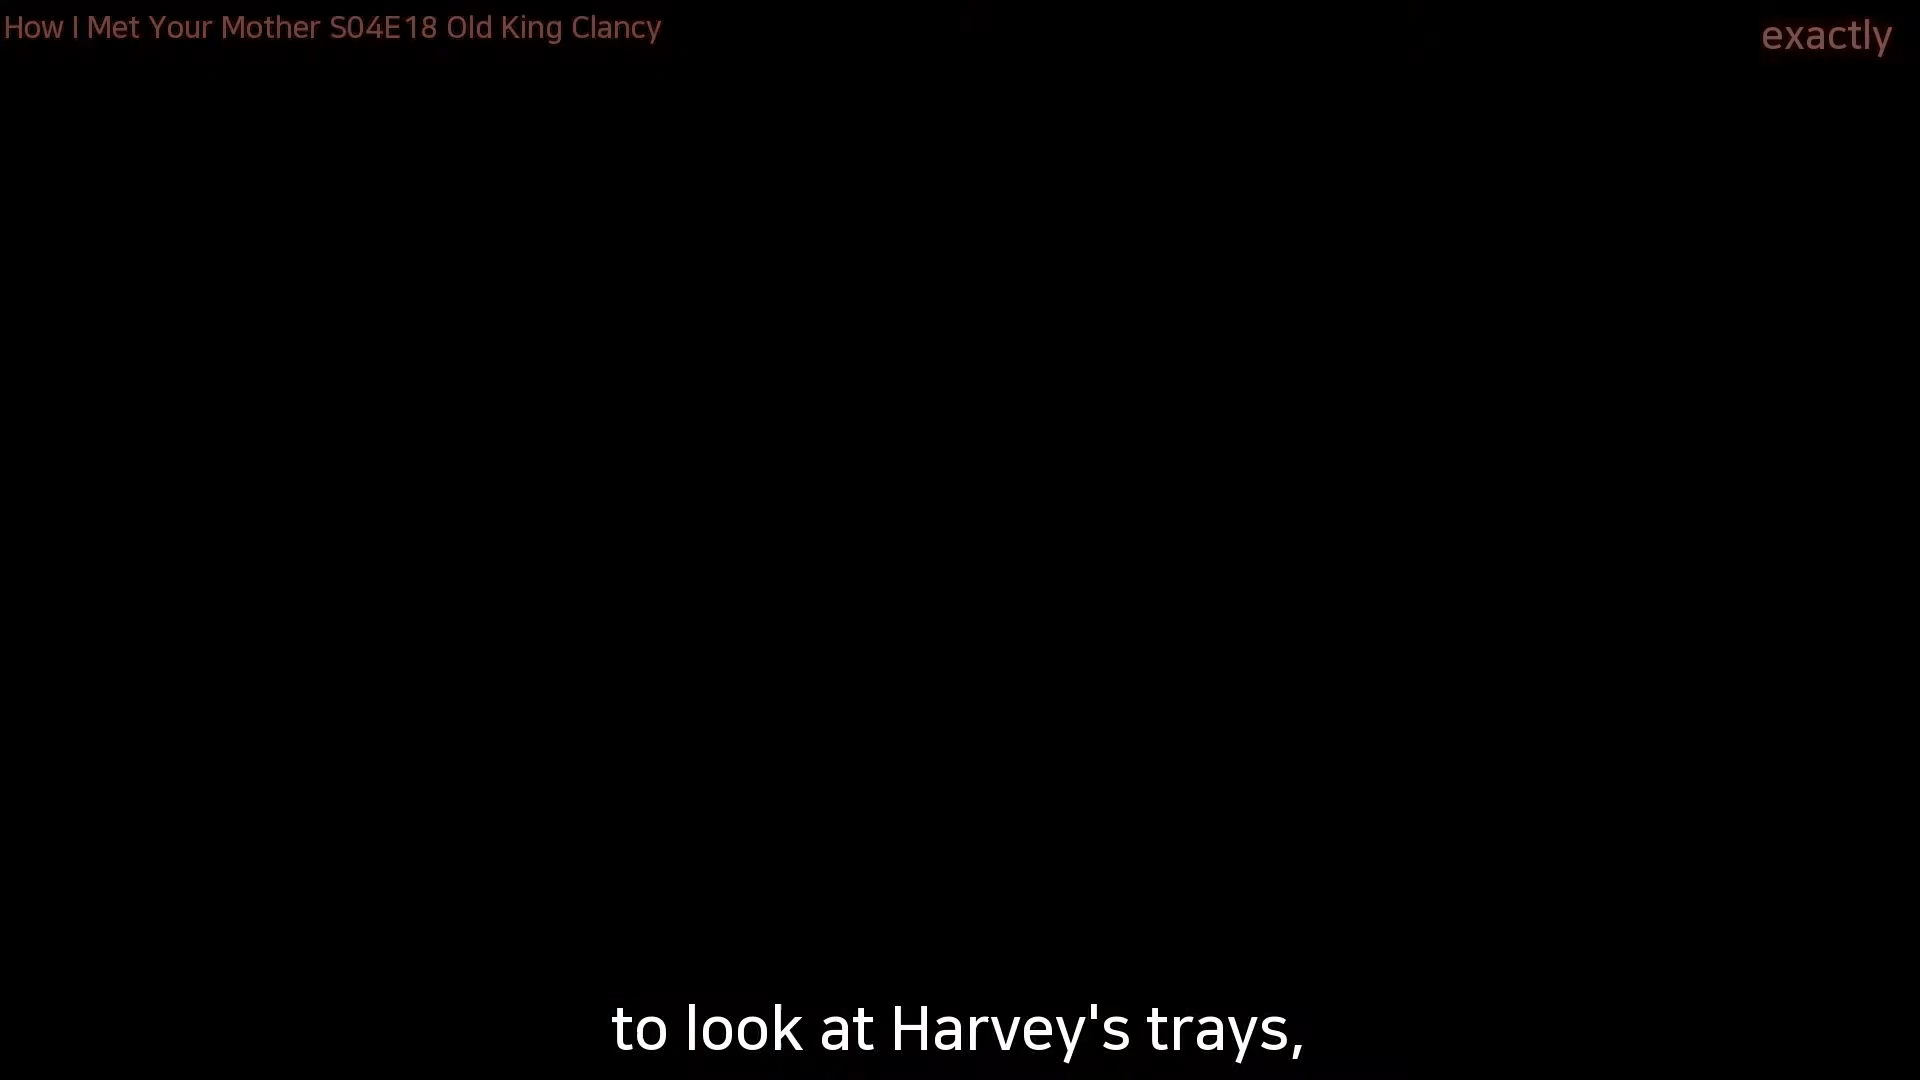 How I Met Your Mother S04E18 Old King Clancy
exactly
to look at Harvey's trays,